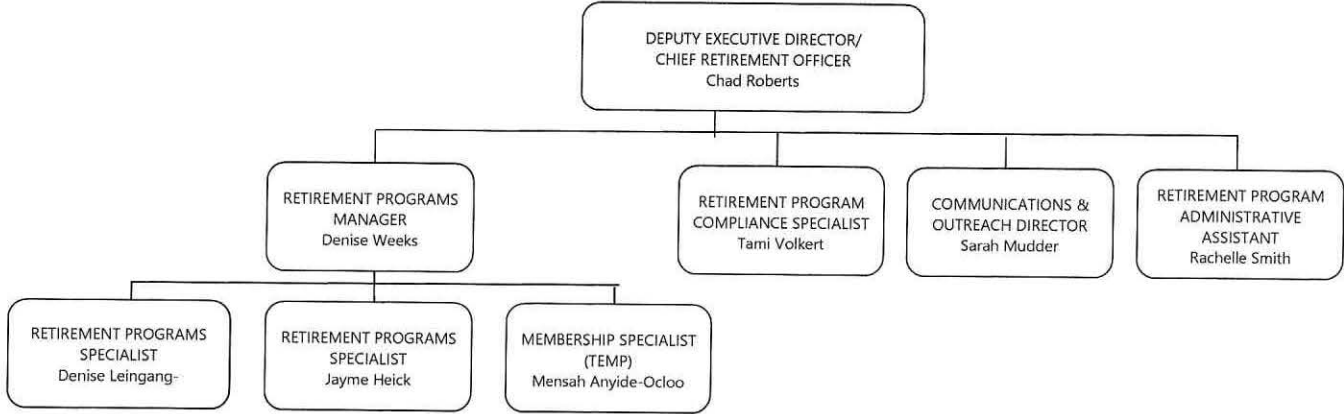 DEPUTY EXECUTIVE DIRECTOR/
CHIEF RETIREMENT OFFICER
Chad Roberts
RETIREMENT PROGRAMS
MANAGER
Denise Weeks
RETIREMENT PROGRAM
COMPLIANCE SPECIALIST
Tami Volkert
COMMUNICATIONS &
OUTREACH DIRECTOR
Sarah Mudder
RETIREMENT PROGRAM
ADMINISTRATIVE
ASSISTANT
Rachelle Smith
RETIREMENT PROGRAMS
SPECIALIST
Denise Leingang-
RETIREMENT PROGRAMS
SPECIALIST
Jayme Heick
MEMBERSHIP SPECIALIST
(TEMP)
Mensah Anyide-Ocloo